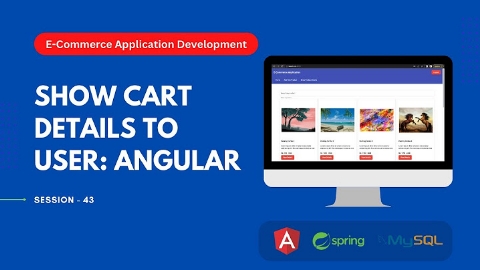 E-Commerce Application Development
SHOW CART
DETAILS TO
USER: ANGULAR
SESSION - 43
spring
MySQL